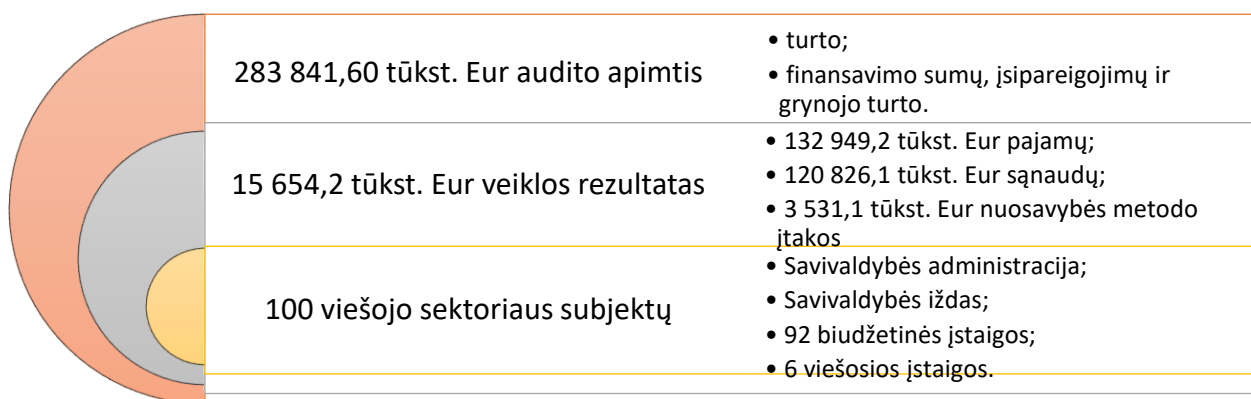 283 841,60 tūkst. Eur audito apimtis
• turto;
• finansavimo sumų, įsipareigojimų ir
grynojo turto.
15 654,2 tūkst. Eur veiklos rezultatas
• 132 949,2 tūkst. Eur pajamų;
• 120 826,1 tūkst. Eur sąnaudų;
• 3 531,1 tūkst. Eur nuosavybės metodo
įtakos
100 viešojo sektoriaus subjektų
• Savivaldybės administracija;
• Savivaldybės iždas;
• 92 biudžetinės įstaigos;
• 6 viešosios įstaigos.